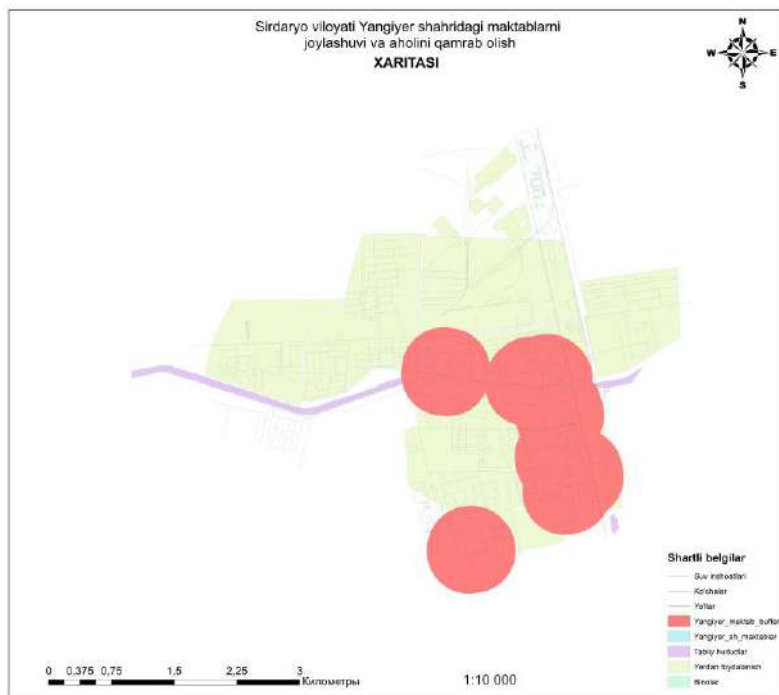 Sirdaryo viloyati Yangiyer shahridagi maktablarni
joylashuvi va aholini qamrab olish
XARITASI
N
W E
S
Shartli belgilar
Suv inshoatlari
Ko'chalar
Yo'llar
Yangiyer_maktab_buffer
Yangiyer_sh_maktablar
Tabiiy hududlar
Yerdan foydalanish
Binolar
0 0,375 0,75 1,5 2,25 3
Километры
1:10 000